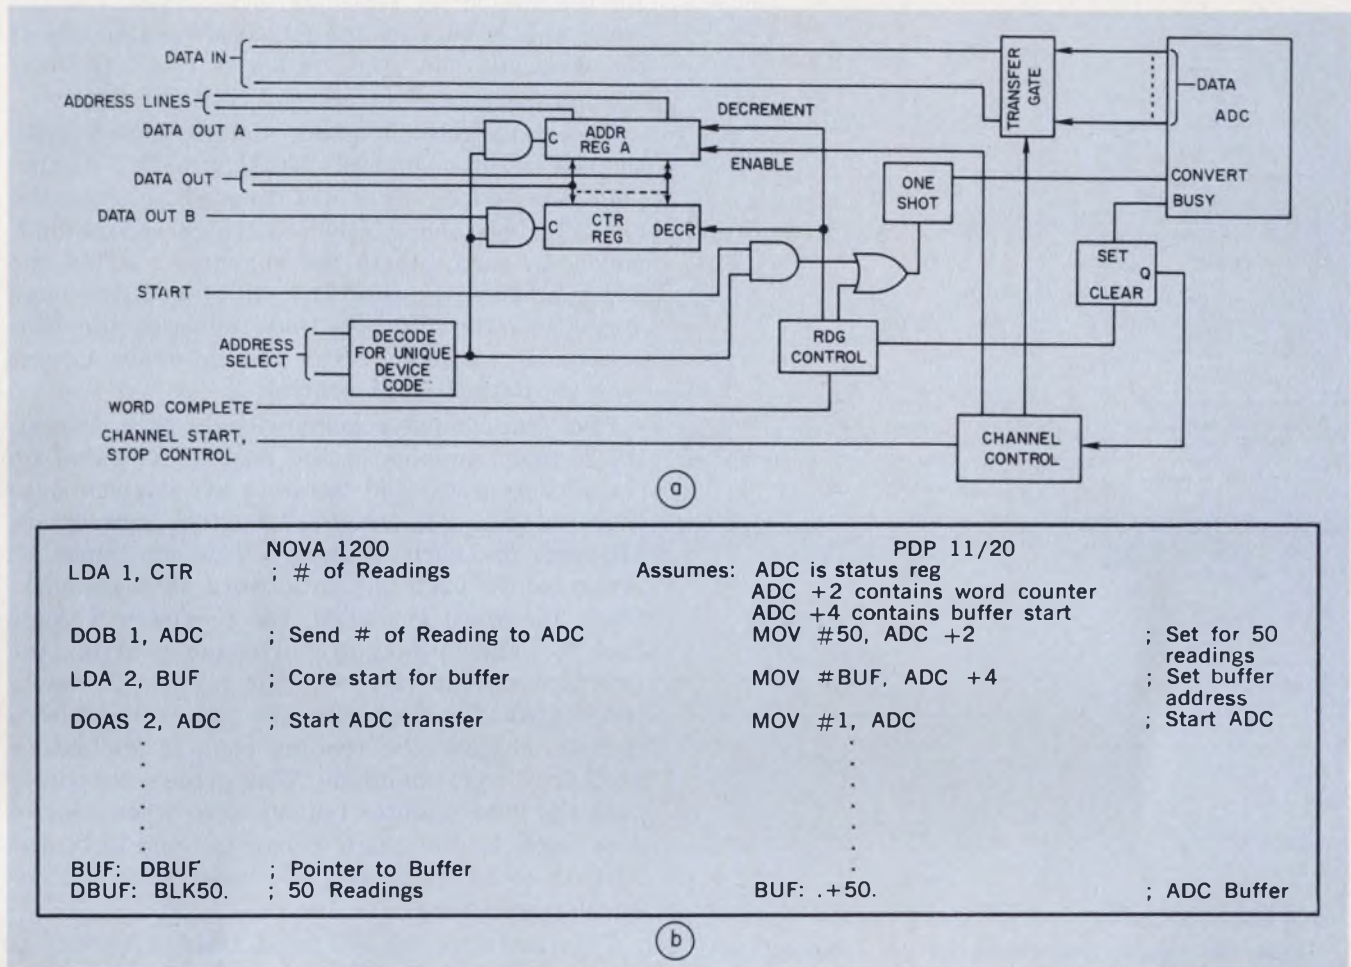 DATA IN
ADDRESS LINES
DATA OUT A
DATA OUT
DATA OUT B
START
ADDRESS
SELECT
WORD COMPLETE
CHANNEL START,
STOP CONTROL
C
ADDR
REG A
C
CTR
REG
DECR
DECODE
FOR UNIQUE
DEVICE
CODE
DECREMENT
ENABLE
ONE
SHOT
RDG
CONTROL
TRANSFER
GATE
DATA
ADC
CONVERT
BUSY
SET
Q
CLEAR
CHANNEL
CONTROL
a
NOVA 1200
LDA 1, CTR ; # of Readings
DOB 1, ADC ; Send # of Reading to ADC
LDA 2, BUF ; Core start for buffer
DOAS 2, ADC ; Start ADC transfer
BUF: DBUF ; Pointer to Buffer
DBUF: BLK50. ; 50 Readings
PDP 11/20
Assumes: ADC is status reg
ADC +2 contains word counter
ADC +4 contains buffer start
MOV #50, ADC +2 ; Set for 50
readings
MOV #BUF, ADC +4 ; Set buffer
address
MOV #1, ADC ; Start ADC
BUF: .+50. ; ADC Buffer
b